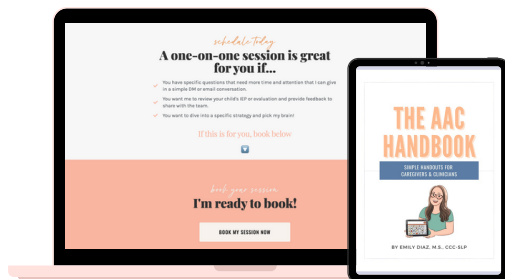 schedule today
A one-on-one session is great
for you if...
You have specific questions that need more time and attention that I can give
in a simple DM or email conversation.
You want me to review your child's IEP or evaluation and provide feedback to
share with the team.
You want to dive into a specific strategy and pick my brain!
If this is for you, book below
book your session
I'm ready to book!
BOOK MY SESSION NOW
THE AAC
HANDBOOK
SIMPLE HANDOUTS FOR
CAREGIVERS & CLINICIANS
BY EMILY DIAZ, M.S., CCC-SLP